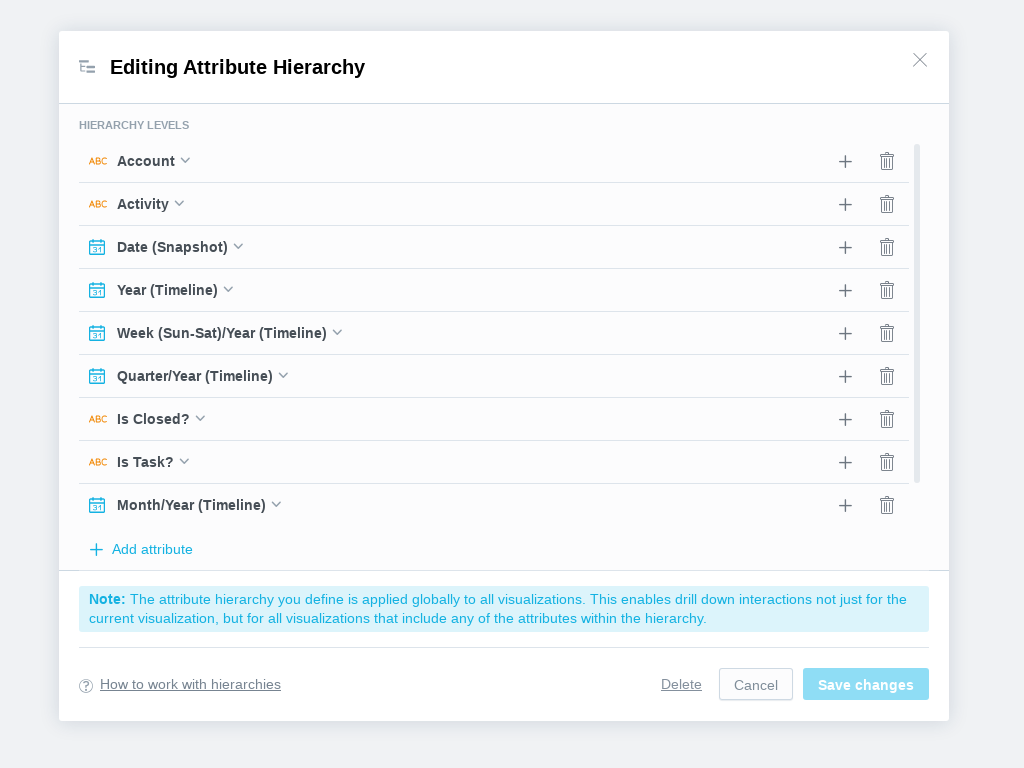 Editing Attribute Hierarchy
HIERARCHY LEVELS
ABC Account
ABC Activity
31 Date (Snapshot)
31 Year (Timeline)
31 Week (Sun-Sat)/Year (Timeline)
31 Quarter/Year (Timeline)
ABC Is Closed?
ABC Is Task?
31 Month/Year (Timeline)
Add attribute
Note: The attribute hierarchy you define is applied globally to all visualizations. This enables drill down interactions not just for the
current visualization, but for all visualizations that include any of the attributes within the hierarchy.
? How to work with hierarchies Delete Cancel Save changes